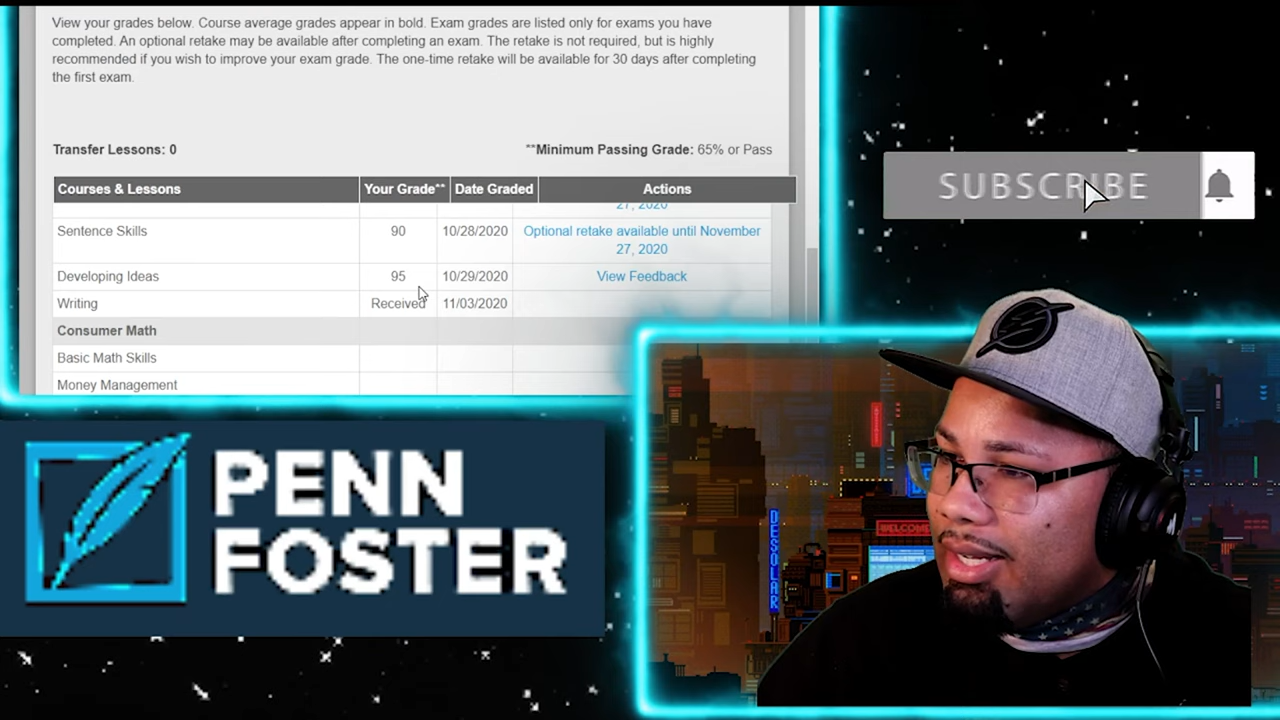 View your grades below. Course average grades appear in bold. Exam grades are listed only for exams you have
completed. An optional retake may be available after completing an exam. The retake is not required, but is highly
recommended if you wish to improve your exam grade. The one-time retake will be available for 30 days after completing
the first exam.
Transfer Lessons: 0 **Minimum Passing Grade: 65% or Pass
Courses & Lessons Your Grade** Date Graded Actions
27, 2020
Sentence Skills 90 10/28/2020 Optional retake available until November
27, 2020
Developing Ideas 95 10/29/2020 View Feedback
Writing Received 11/03/2020
Consumer Math
Basic Math Skills
Money Management
SUBSCRIBE
PENN
FOSTER
DESOLAR
WELCOME